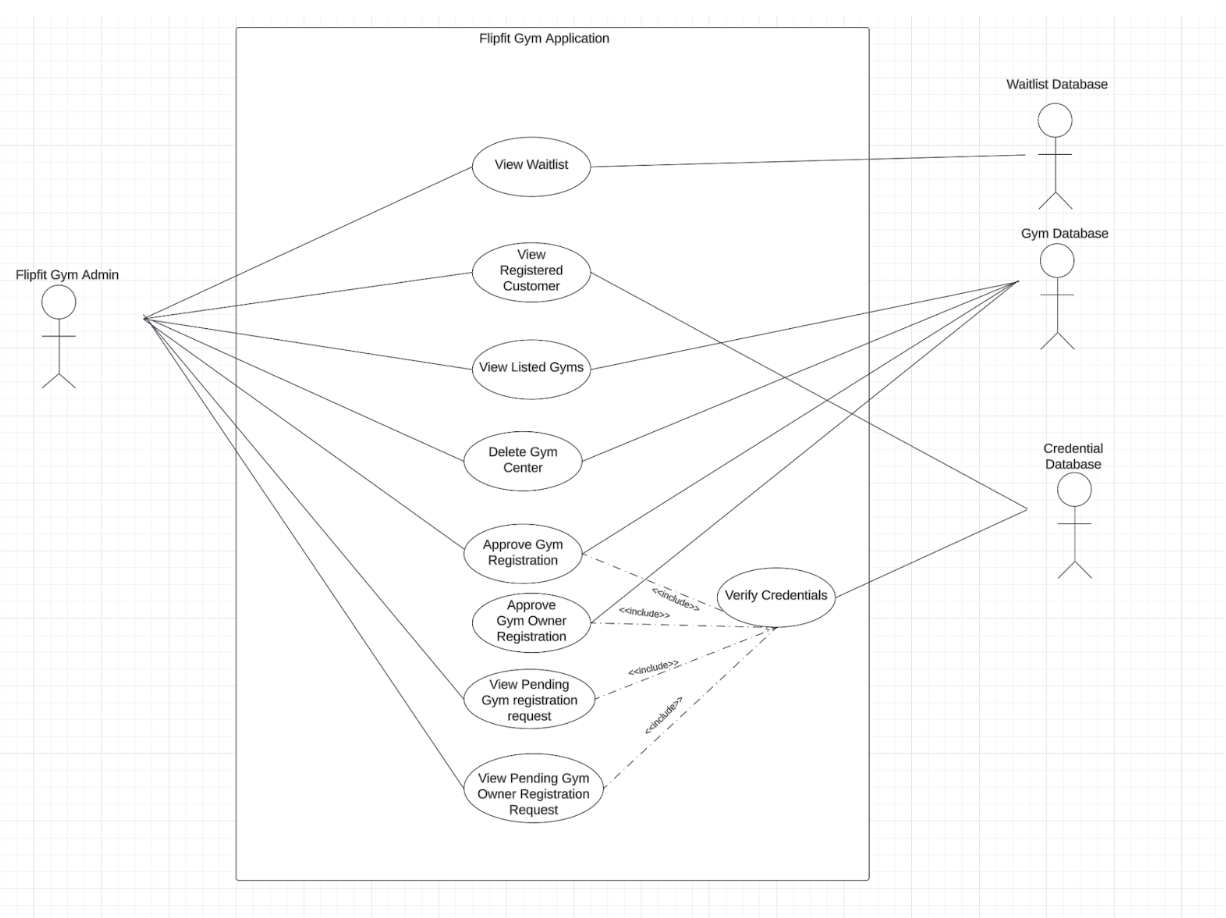 Flipfit Gym Application
Waitlist Database
View Waitlist
Gym Database
View
Registered
Customer
Flipfit Gym Admin
View Listed Gyms
Delete Gym
Center
Credential
Database
Approve Gym
Registration
Verify Credentials
<<include>>
Approve
Gym Owner
Registration
<<include>>
<<include>>
View Pending
Gym registration
request
<<include>>
View Pending Gym
Owner Registration
Request